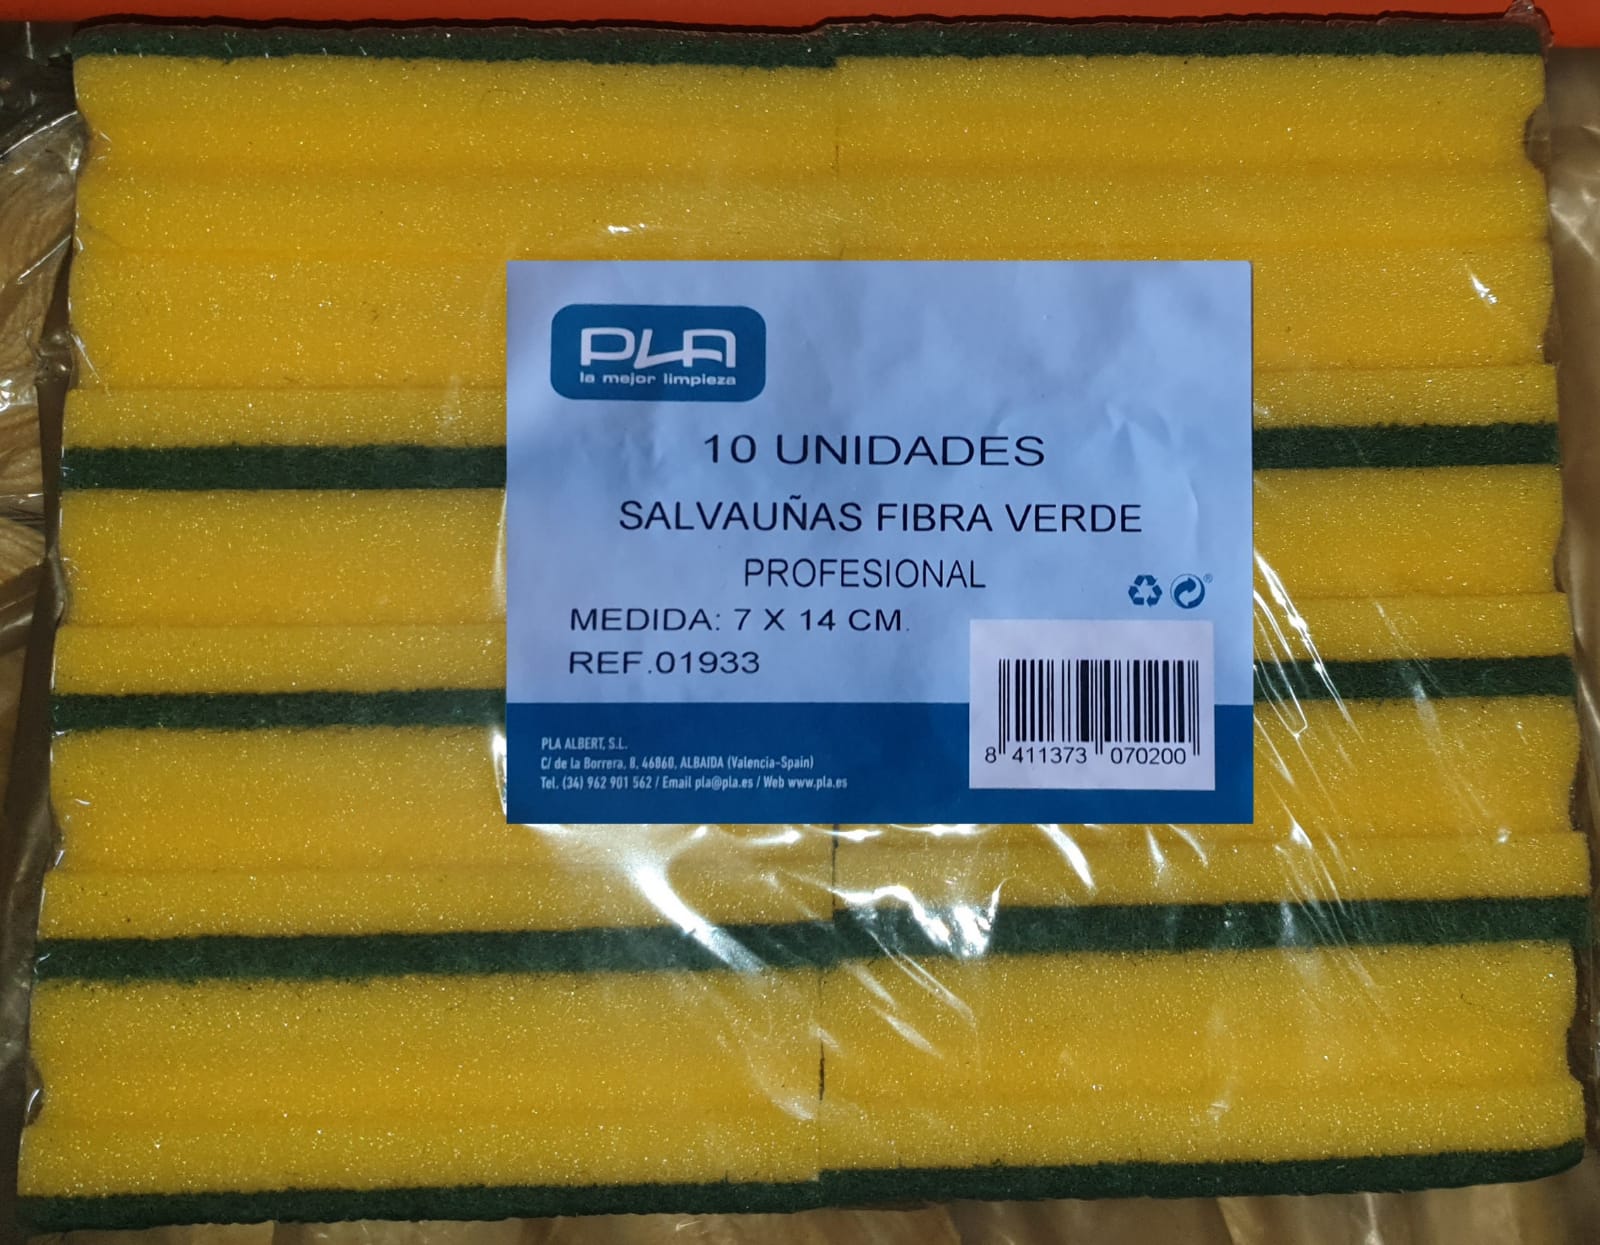 PLA
la mejor limpieza
10 UNIDADES
SALVAUÑAS FIBRA VERDE
PROFESIONAL
MEDIDA: 7 X 14 CM.
REF.01933
PLA ALBERT, S.L.
C/ de la Borrera, 8, 46860, ALBAIDA (Valencia-Spain)
Tel. (34) 962 901 562 / Email pla@pla.es / Web www.pla.es
8 411373 070200